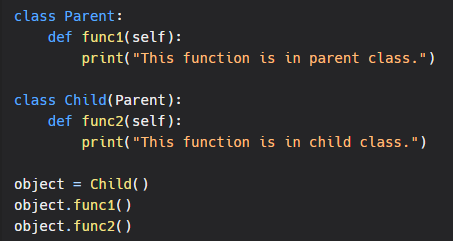 class Parent:
    def func1(self):
        print("This function is in parent class.")

class Child(Parent):
    def func2(self):
        print("This function is in child class.")

object = Child()
object.func1()
object.func2()